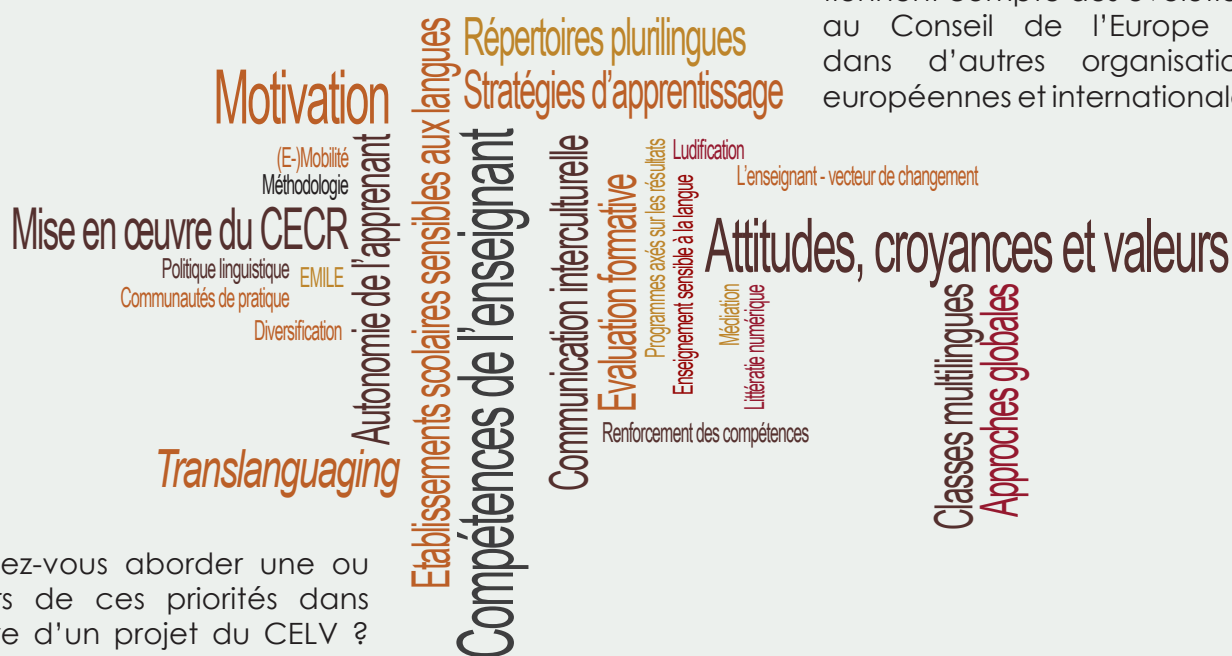 au Conseil de l’Europe
dans d’autres organisatio
européennes et internationale
Répertoires plurilingues
Motivation
Stratégies d’apprentissage
(E-)Mobilité
Méthodologie
Mise en œuvre du CECR
Politique linguistique
EMILE
Communautés de pratique
Diversification
Autonomie de l’apprenant
Translanguaging
Etablissements scolaires sensibles aux langues
Compétences de l’enseignant
Communication interculturelle
Evaluation formative
Programmes axés sur les résultats
Enseignement sensible à la langue
Ludification
L’enseignant - vecteur de changement
Attitudes, croyances et valeurs
Médiation
Littératie numérique
Renforcement des compétences
Classes multilingues
Approches globales
ez-vous aborder une ou
rs de ces priorités dans
e d’un projet du CELV ?